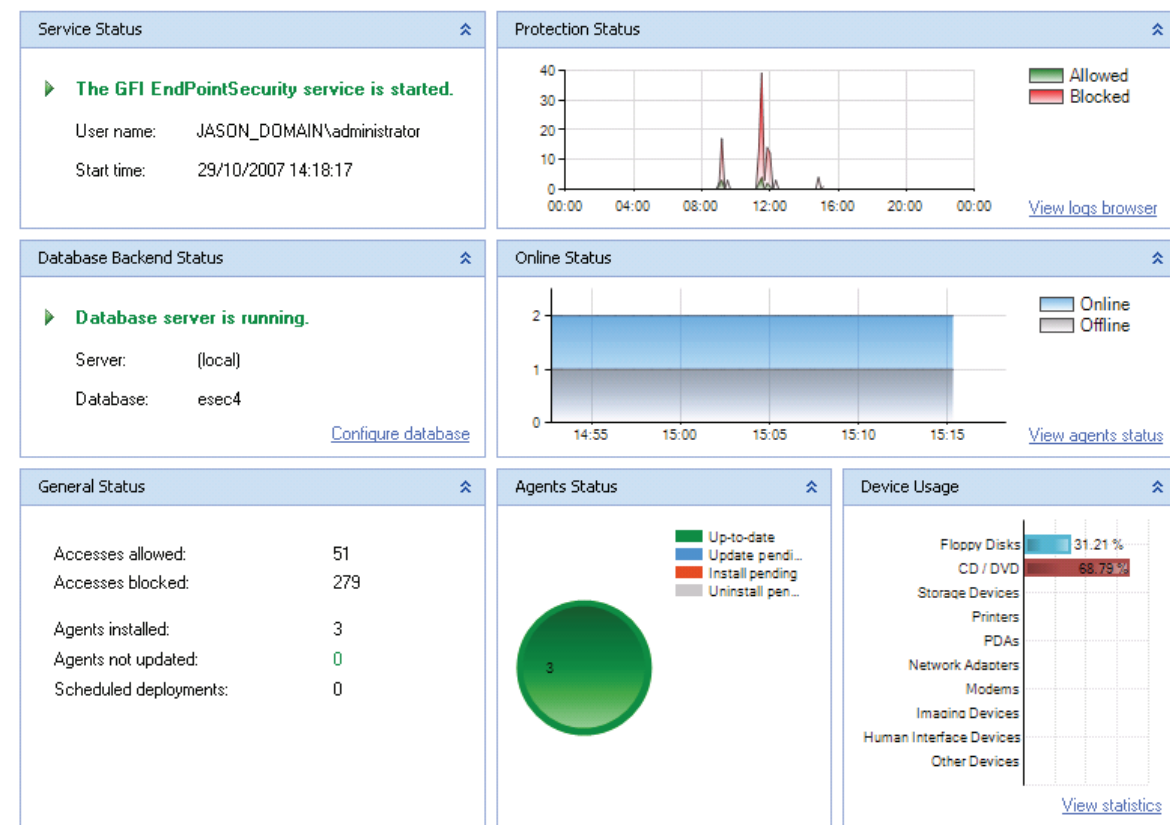 Service Status
The GFI EndPointSecurity service is started.
User name: JASON_DOMAIN\administrator
Start time: 29/10/2007 14:18:17
Protection Status
40
30
20
10
0
00:00 04:00 08:00 12:00 16:00 20:00 00:00
Allowed
Blocked
View logs browser
Database Backend Status
Database server is running.
Server: (local)
Database: esec4
Configure database
Online Status
2
1
0
14:55 15:00 15:05 15:10 15:15
Online
Offline
View agents status
General Status
Accesses allowed: 51
Accesses blocked: 279
Agents installed: 3
Agents not updated: 0
Scheduled deployments: 0
Agents Status
Up-to-date
Update pendi...
Install pending
Uninstall pen...
3
Device Usage
Floppy Disks 31.21 %
CD / DVD 68.79 %
Storage Devices
Printers
PDAs
Network Adapters
Modems
Imaging Devices
Human Interface Devices
Other Devices
View statistics